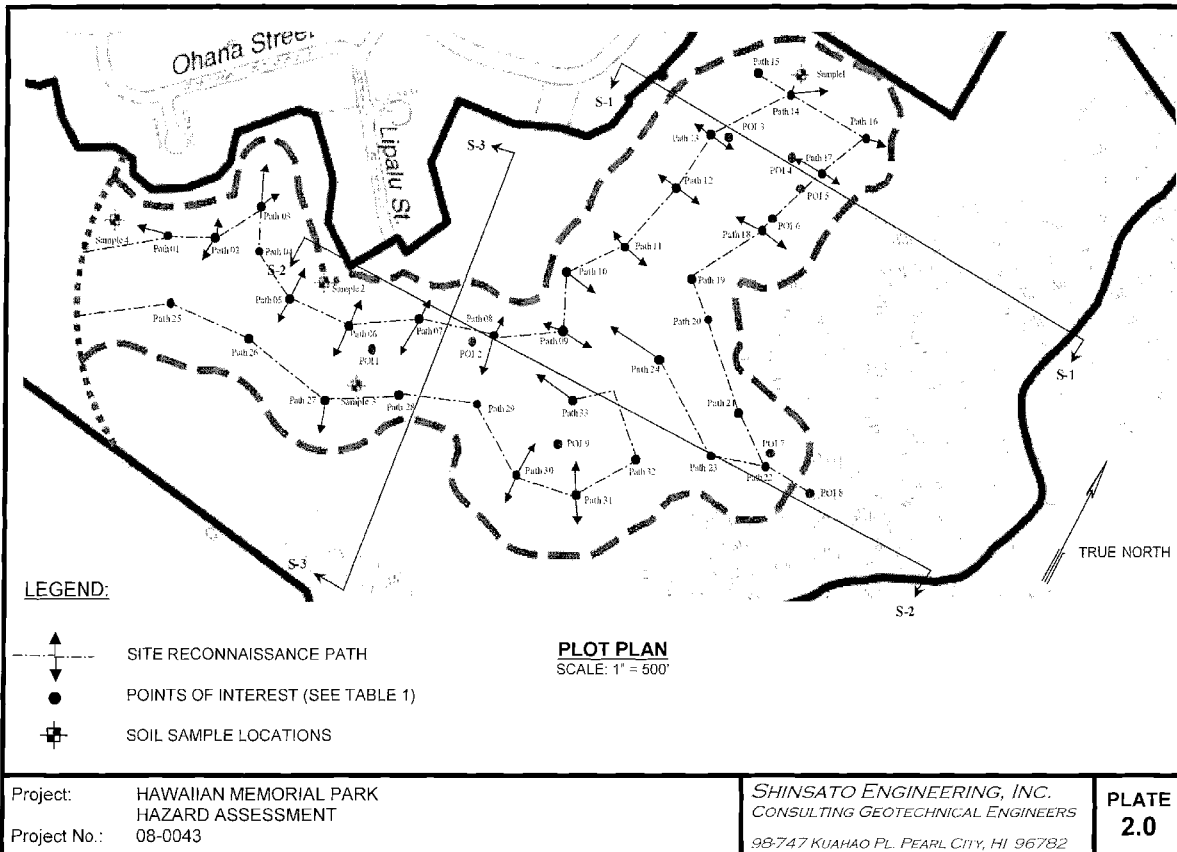 Ohana Street
Lipalu St.
S-1
Path 15
Sample1
Path 14
Path 16
Path 13
POI 3
S-3
POI 4
Path 17
POI 5
Path 12
Path 03
Sample 4
Path 01
Path 02
POI 6
Path 18
Path 11
Path 04
S-2
Path 10
Path 19
Sample 2
Path 05
Path 25
Path 06
Path 07
Path 08
Path 09
Path 20
POI 1
POI 2
Path 26
Path 24
S-1
Sample 3
Path 27
Path 28
Path 29
Path 33
Path 21
POI 9
POI 7
Path 30
Path 32
Path 23
Path 22
Path 31
POI 8
TRUE NORTH
S-3
S-2
LEGEND:
SITE RECONNAISSANCE PATH
POINTS OF INTEREST (SEE TABLE 1)
SOIL SAMPLE LOCATIONS
PLOT PLAN
SCALE: 1" = 500'
Project: HAWAIIAN MEMORIAL PARK
HAZARD ASSESSMENT
Project No.: 08-0043
SHINSATO ENGINEERING, INC.
CONSULTING GEOTECHNICAL ENGINEERS
98-747 KUAHAO PL. PEARL CITY, HI 96782
PLATE
2.0